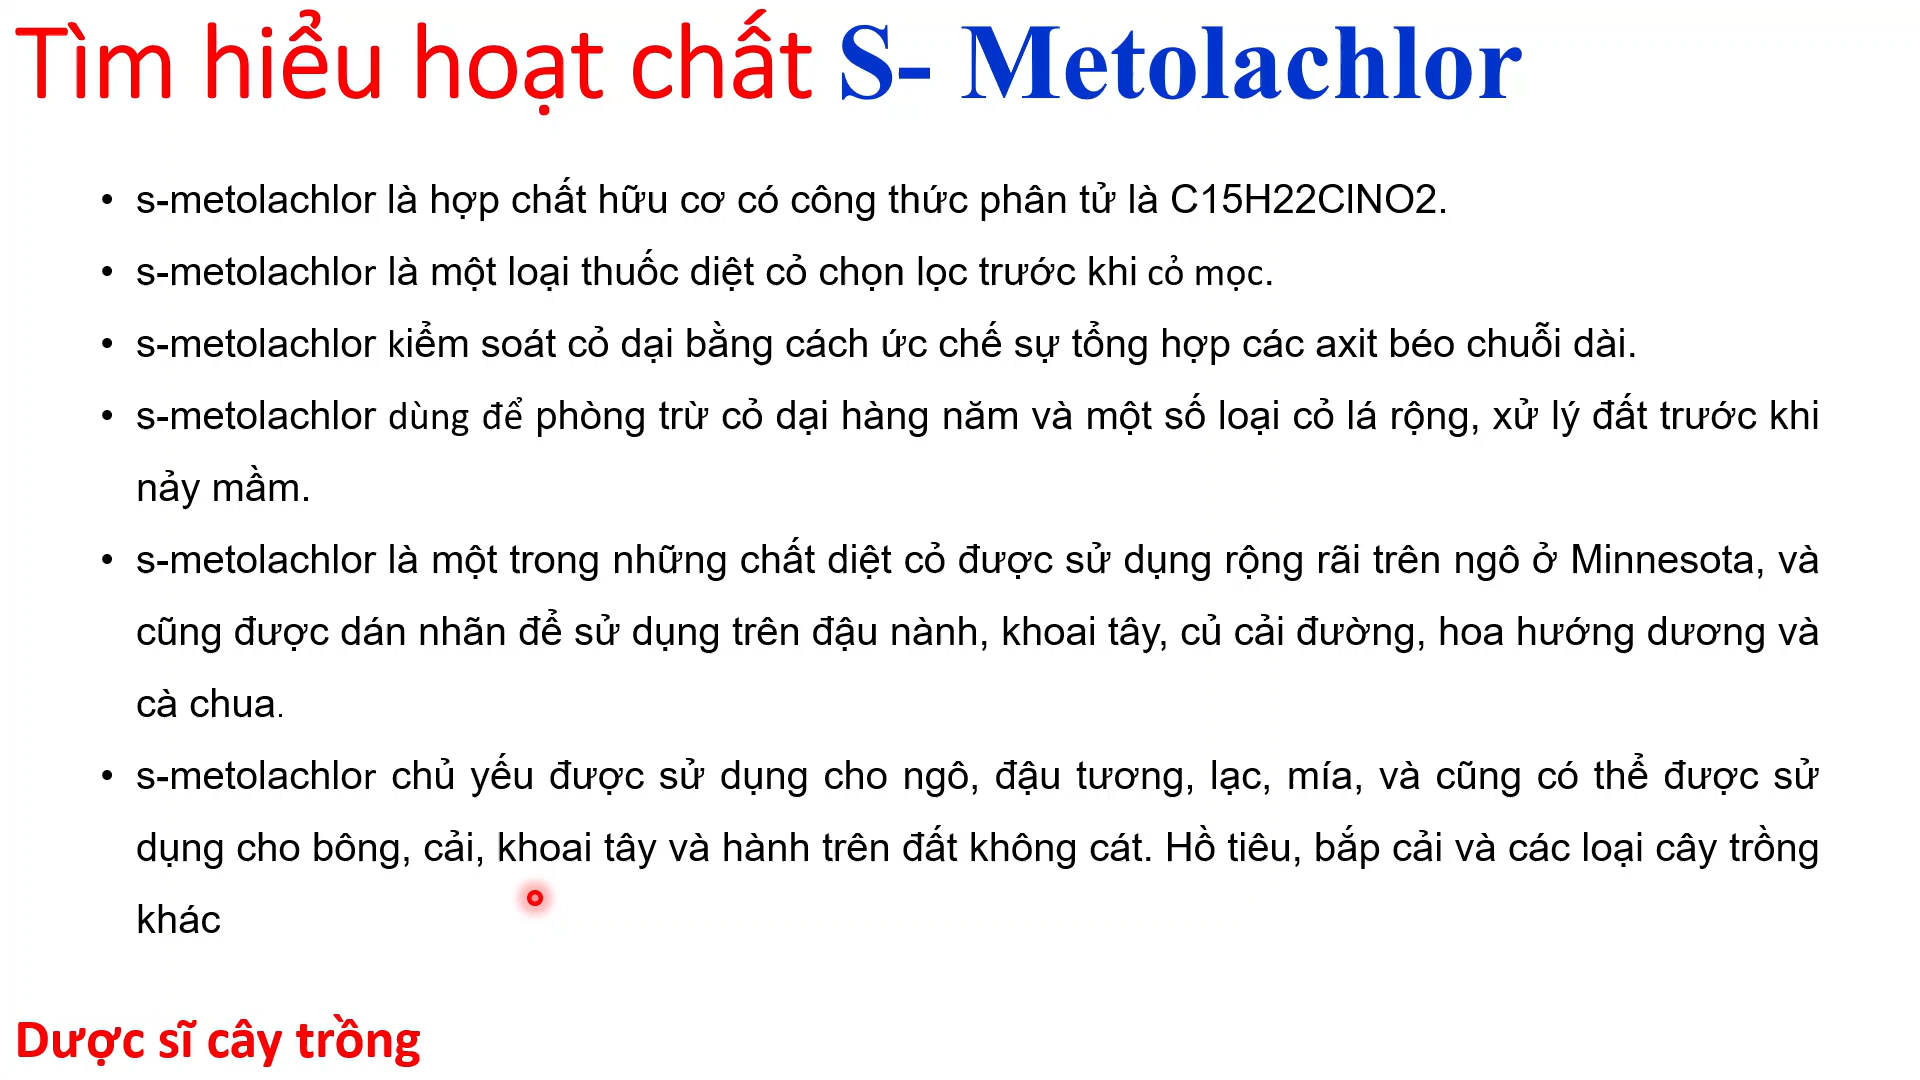 Tìm hiểu hoạt chất S- Metolachlor
• s-metolachlor là hợp chất hữu cơ có công thức phân tử là C15H22ClNO2.
• s-metolachlor là một loại thuốc diệt cỏ chọn lọc trước khi cỏ mọc.
• s-metolachlor kiểm soát cỏ dại bằng cách ức chế sự tổng hợp các axit béo chuỗi dài.
• s-metolachlor dùng để phòng trừ cỏ dại hàng năm và một số loại cỏ lá rộng, xử lý đất trước khi
nảy mầm.
• s-metolachlor là một trong những chất diệt cỏ được sử dụng rộng rãi trên ngô ở Minnesota, và
cũng được dán nhãn để sử dụng trên đậu nành, khoai tây, củ cải đường, hoa hướng dương và
cà chua.
• s-metolachlor chủ yếu được sử dụng cho ngô, đậu tương, lạc, mía, và cũng có thể được sử
dụng cho bông, cải, khoai tây và hành trên đất không cát. Hồ tiêu, bắp cải và các loại cây trồng
khác
Dược sĩ cây trồng